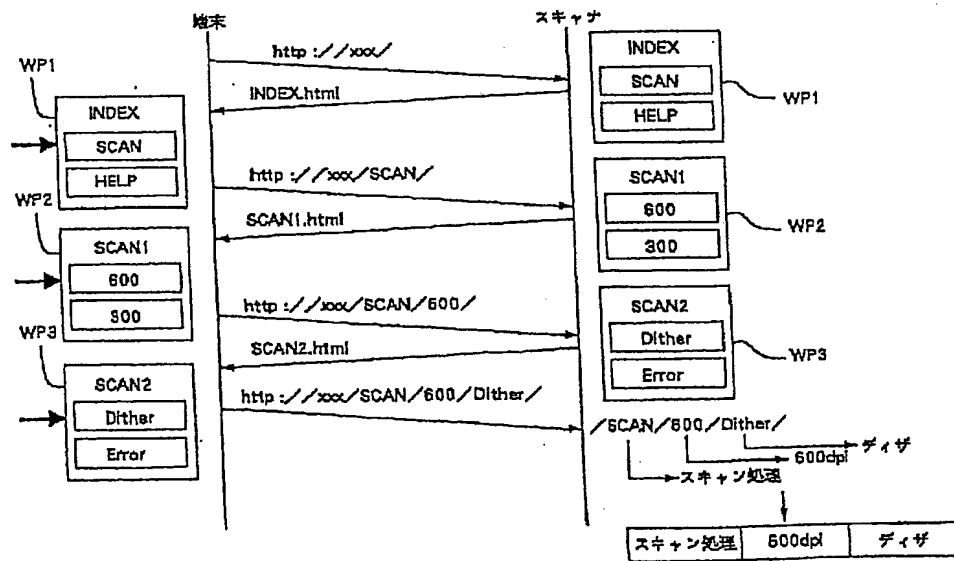 端末
スキャナ
WP1
INDEX
SCAN
HELP
http://xxx/
INDEX.html
INDEX
SCAN
HELP
WP1
WP2
SCAN1
600
300
http://xxx/SCAN/
SCAN1.html
SCAN1
600
300
WP2
WP3
SCAN2
Dither
Error
http://xxx/SCAN/600/
SCAN2.html
SCAN2
Dither
Error
WP3
http://xxx/SCAN/600/Dither/
/SCAN/600/Dither/
ディザ
600dpi
スキャン処理
スキャン処理 600dpi ディザ